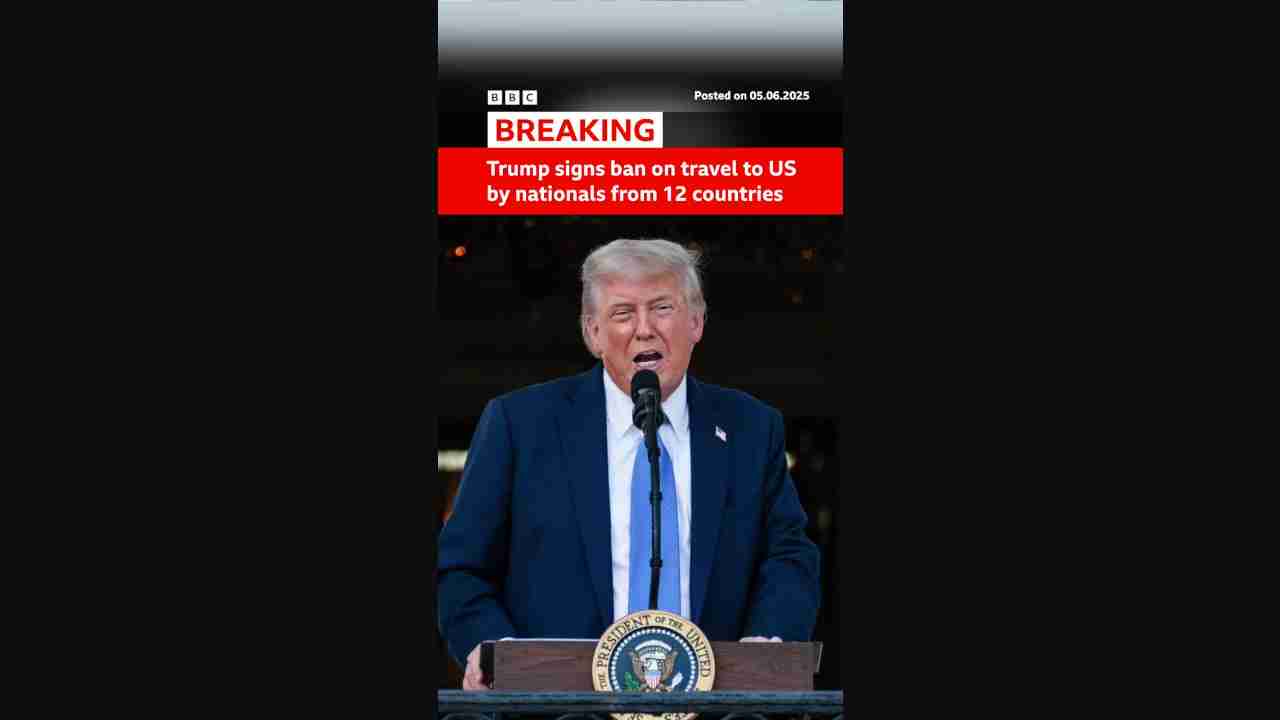 BBC
Posted on 05.06.2025
BREAKING
Trump signs ban on travel to US
by nationals from 12 countries
PRESIDENT OF THE UNITED